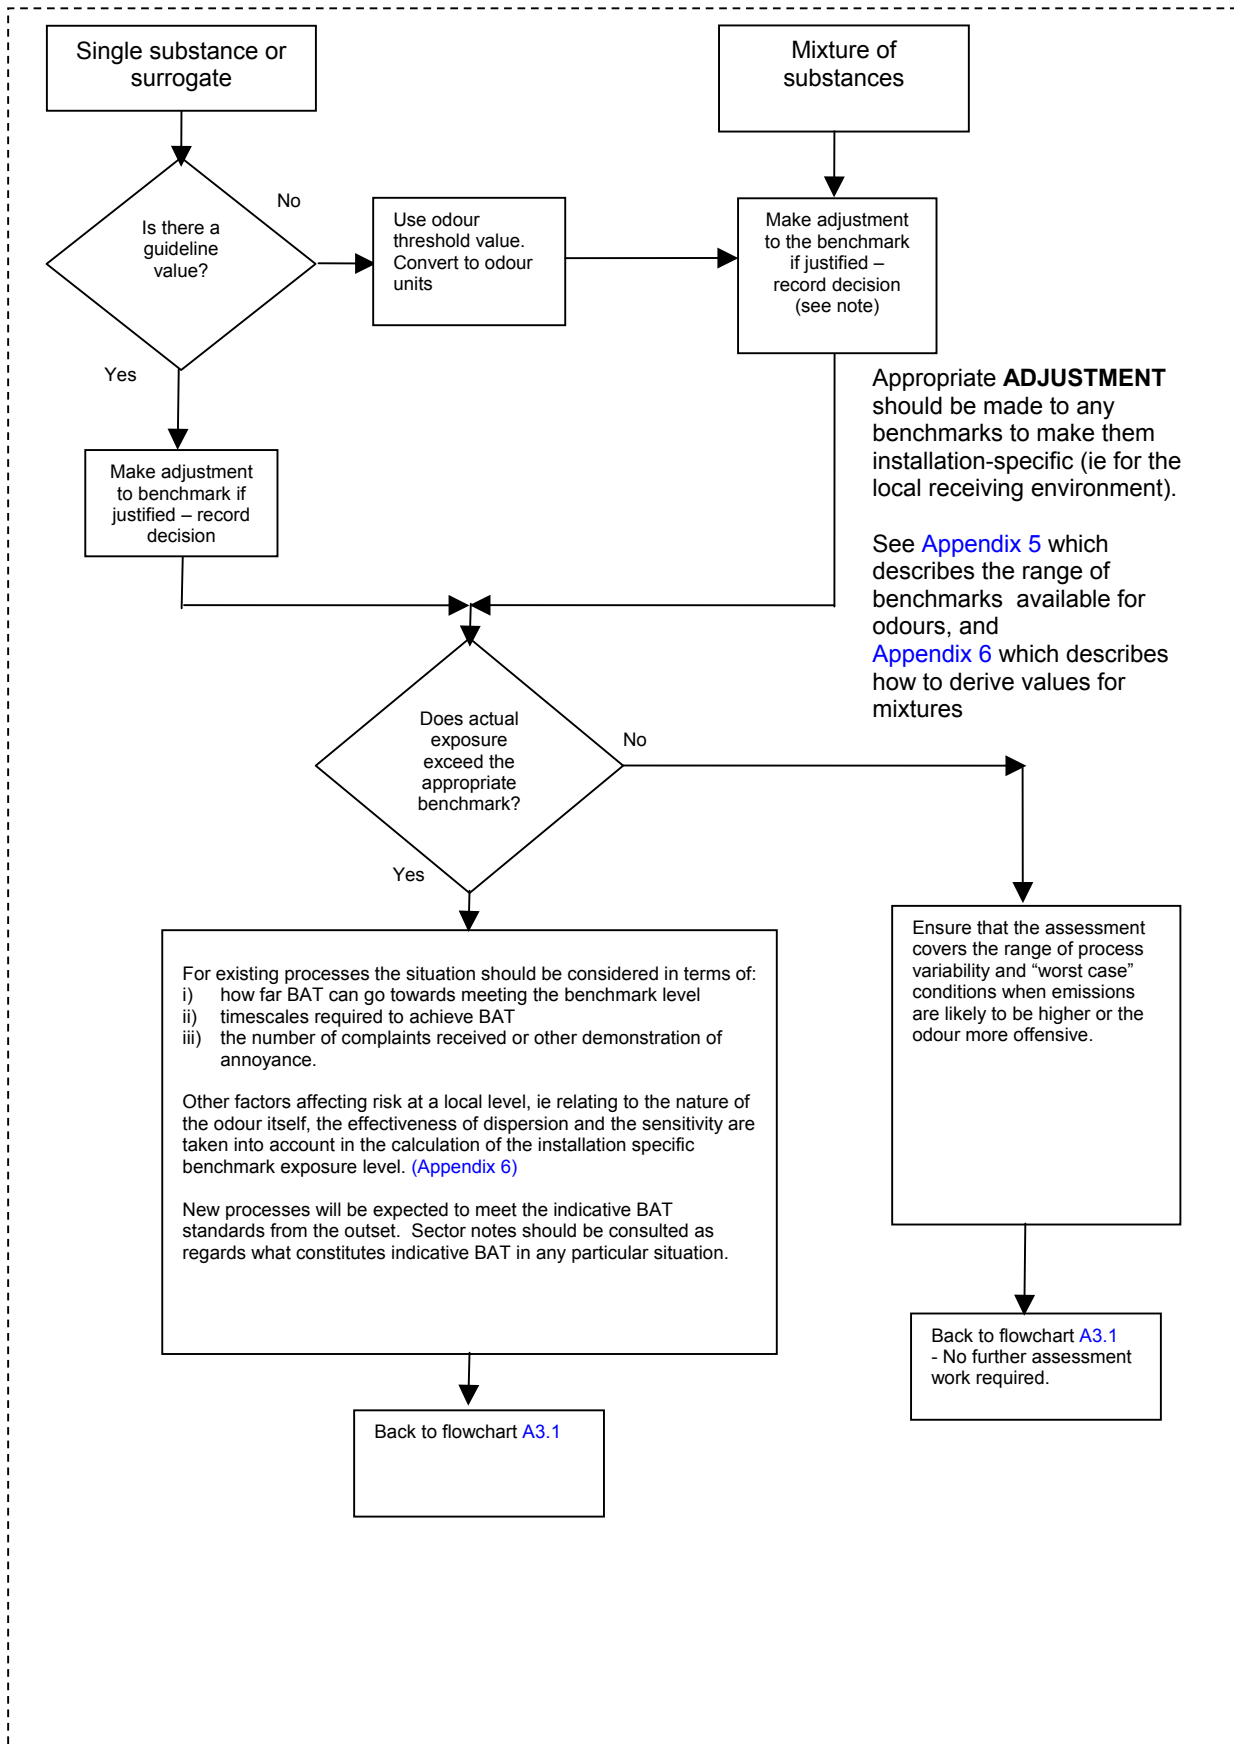 Single substance or
surrogate
Mixture of
substances
Is there a
guideline
value?
No
Use odour
threshold value.
Convert to odour
units
Make adjustment
to the benchmark
if justified –
record decision
(see note)
Yes
Make adjustment
to benchmark if
justified – record
decision
Appropriate ADJUSTMENT
should be made to any
benchmarks to make them
installation-specific (ie for the
local receiving environment).
See Appendix 5 which
describes the range of
benchmarks available for
odours, and
Appendix 6 which describes
how to derive values for
mixtures
Does actual
exposure
exceed the
appropriate
benchmark?
No
Yes
For existing processes the situation should be considered in terms of:
i) how far BAT can go towards meeting the benchmark level
ii) timescales required to achieve BAT
iii) the number of complaints received or other demonstration of
annoyance.
Other factors affecting risk at a local level, ie relating to the nature of
the odour itself, the effectiveness of dispersion and the sensitivity are
taken into account in the calculation of the installation specific
benchmark exposure level. (Appendix 6)
New processes will be expected to meet the indicative BAT
standards from the outset. Sector notes should be consulted as
regards what constitutes indicative BAT in any particular situation.
Ensure that the assessment
covers the range of process
variability and “worst case”
conditions when emissions
are likely to be higher or the
odour more offensive.
Back to flowchart A3.1
- No further assessment
work required.
Back to flowchart A3.1